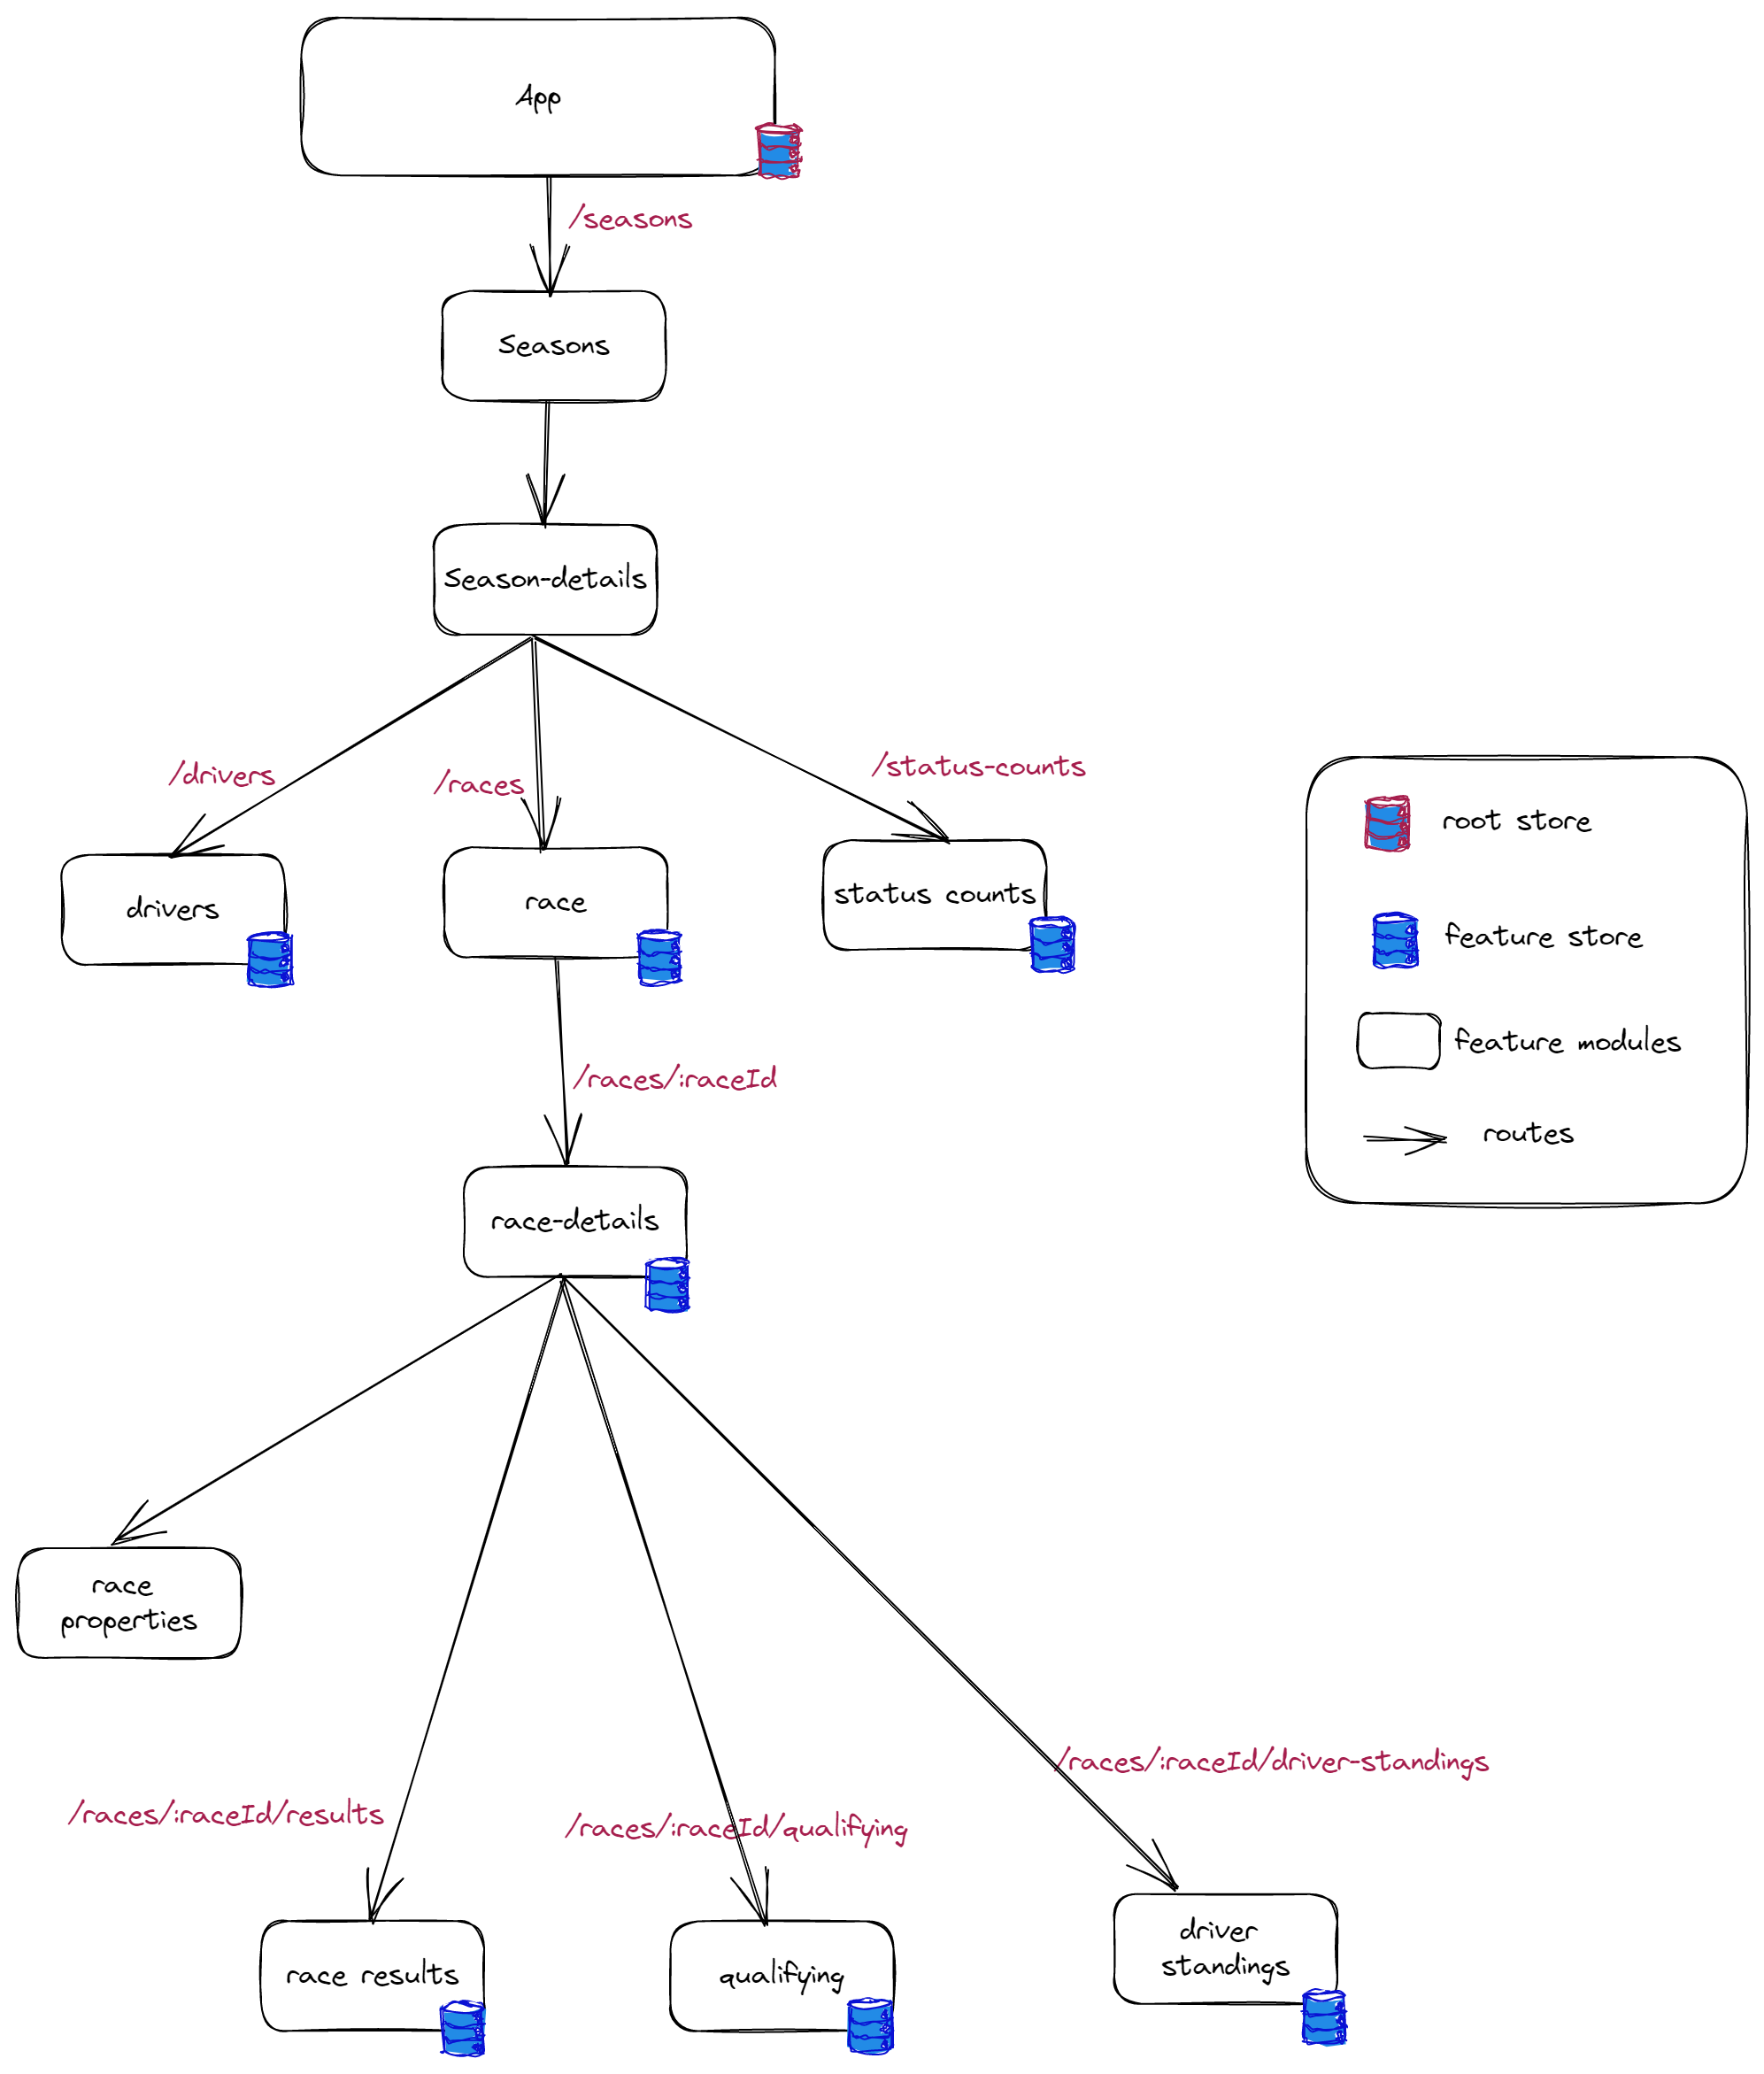 App
/seasons
Seasons
Season-details
/drivers
/races
/status-counts
drivers
race
status counts
root store
feature store
feature modules
routes
/races/:raceId
race-details
race
properties
/races/:raceId/driver-standings
/races/:raceId/results
/races/:raceId/qualifying
race results
qualifying
driver
standings